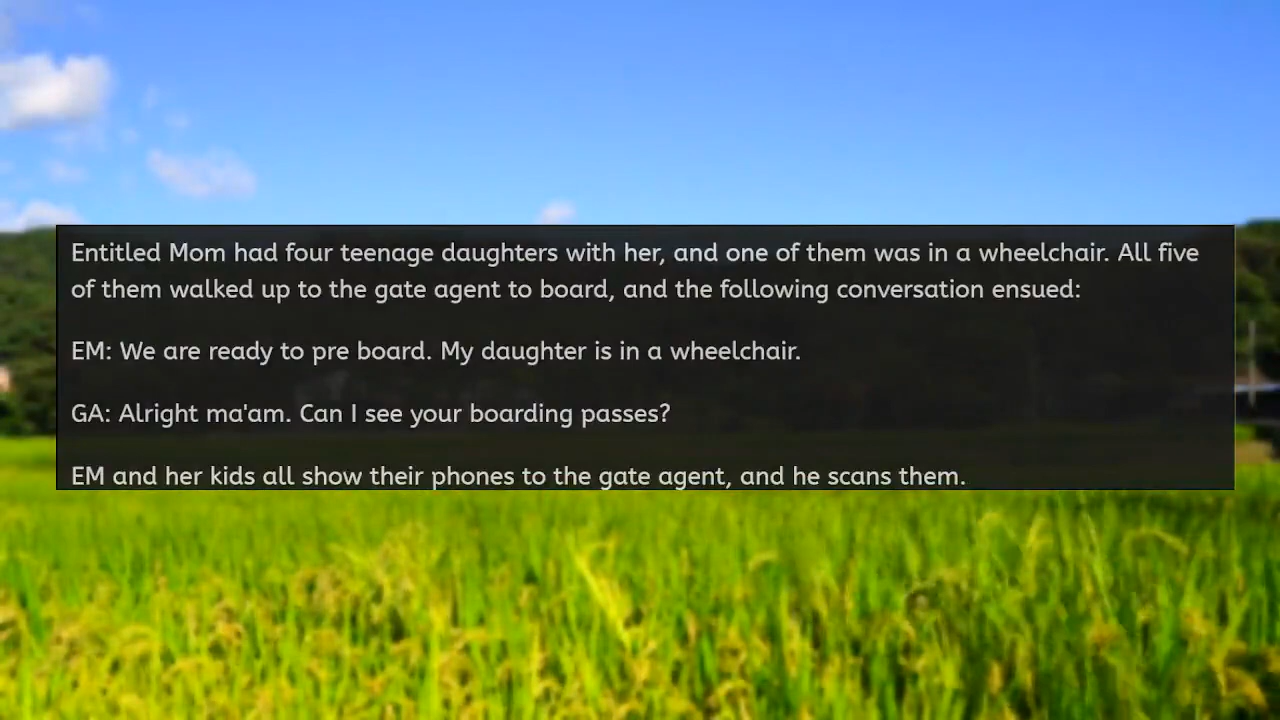 Entitled Mom had four teenage daughters with her, and one of them was in a wheelchair. All five
of them walked up to the gate agent to board, and the following conversation ensued:
EM: We are ready to pre board. My daughter is in a wheelchair.
GA: Alright ma'am. Can I see your boarding passes?
EM and her kids all show their phones to the gate agent, and he scans them.